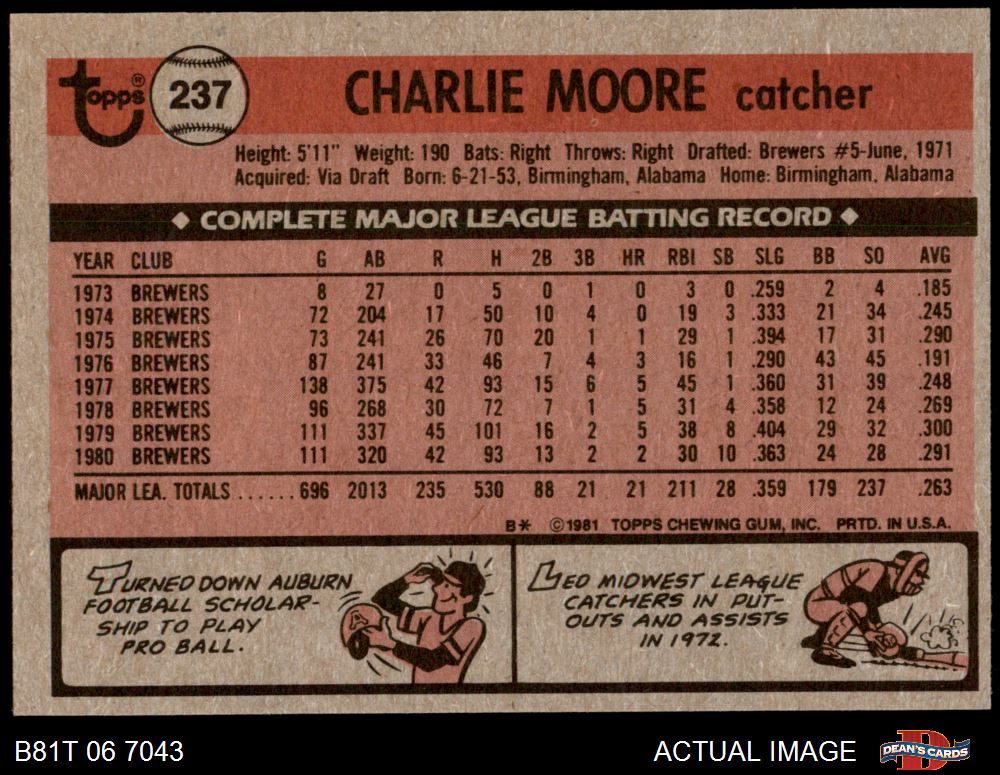 topps® 237 CHARLIE MOORE catcher
Height: 5'11" Weight: 190 Bats: Right Throws: Right Drafted: Brewers #5-June, 1971
Acquired: Via Draft Born: 6-21-53, Birmingham, Alabama Home: Birmingham, Alabama
◆ COMPLETE MAJOR LEAGUE BATTING RECORD ◆
YEAR CLUB G AB R H 2B 3B HR RBI SB SLG BB SO AVG
1973 BREWERS 8 27 0 5 0 1 0 3 0 .259 2 4 .185
1974 BREWERS 72 204 17 50 10 4 0 19 3 .333 21 34 .245
1975 BREWERS 73 241 26 70 20 1 1 29 1 .394 17 31 .290
1976 BREWERS 87 241 33 46 7 4 3 16 1 .290 43 45 .191
1977 BREWERS 138 375 42 93 15 6 5 45 1 .360 31 39 .248
1978 BREWERS 96 268 30 72 7 1 5 31 4 .358 12 24 .269
1979 BREWERS 111 337 45 101 16 2 5 38 8 .404 29 32 .300
1980 BREWERS 111 320 42 93 13 2 2 30 10 .363 24 28 .291
MAJOR LEA. TOTALS ...... 696 2013 235 530 88 21 21 211 28 .359 179 237 .263
B* ©1981 TOPPS CHEWING GUM, INC. PRTD. IN U.S.A.
TURNED DOWN AUBURN
FOOTBALL SCHOLAR-
SHIP TO PLAY
PRO BALL.
A
LED MIDWEST LEAGUE
CATCHERS IN PUT-
OUTS AND ASSISTS
IN 1972.
B81T 06 7043 ACTUAL IMAGE DEAN'S CARDS